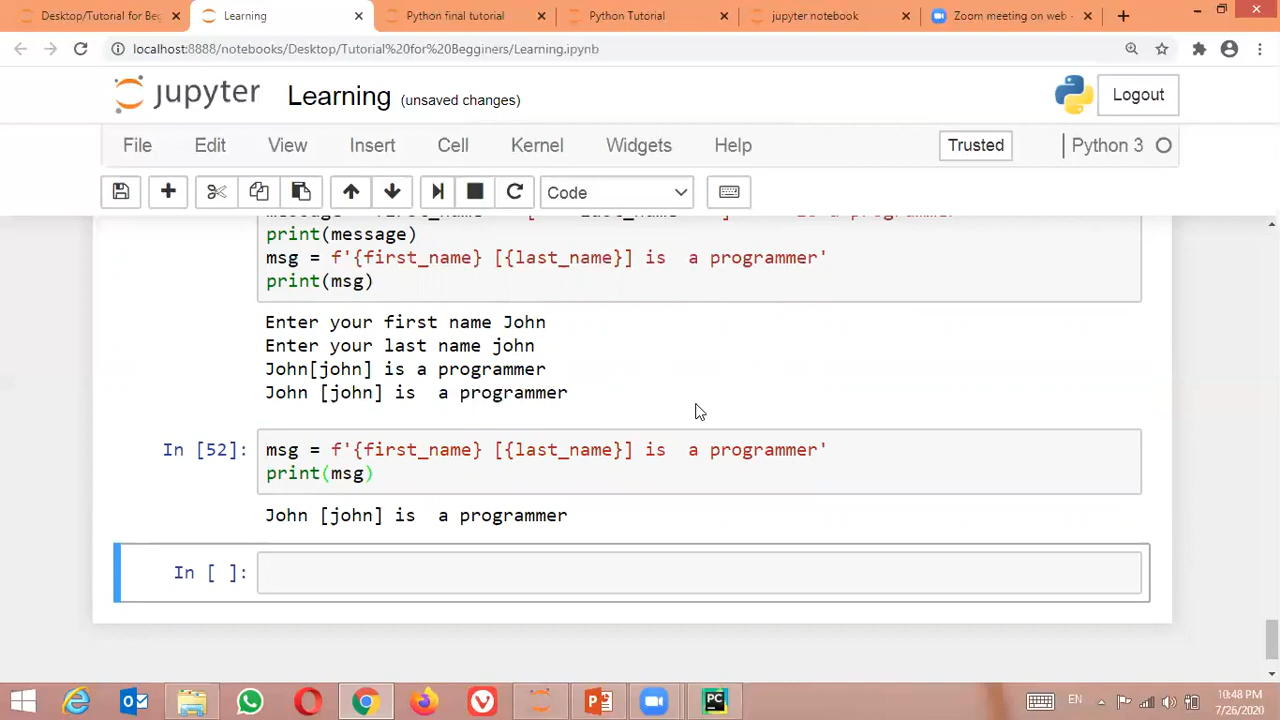 Desktop/Tutorial for Beg
Learning
Python final tutorial
Python Tutorial
jupyter notebook
Zoom meeting on web -
localhost:8888/notebooks/Desktop/Tutorial%20for%20Begginers/Learning.ipynb
jupyter Learning (unsaved changes)
Logout
File Edit View Insert Cell Kernel Widgets Help
Trusted
Python 3
Code
print(message)
msg = f'{first_name} [{last_name}] is  a programmer'
print(msg)
Enter your first name John
Enter your last name john
John[john] is a programmer
John [john] is  a programmer
In [52]: msg = f'{first_name} [{last_name}] is  a programmer'
print(msg)
John [john] is  a programmer
In [ ]:
EN
10:48 PM
7/26/2020